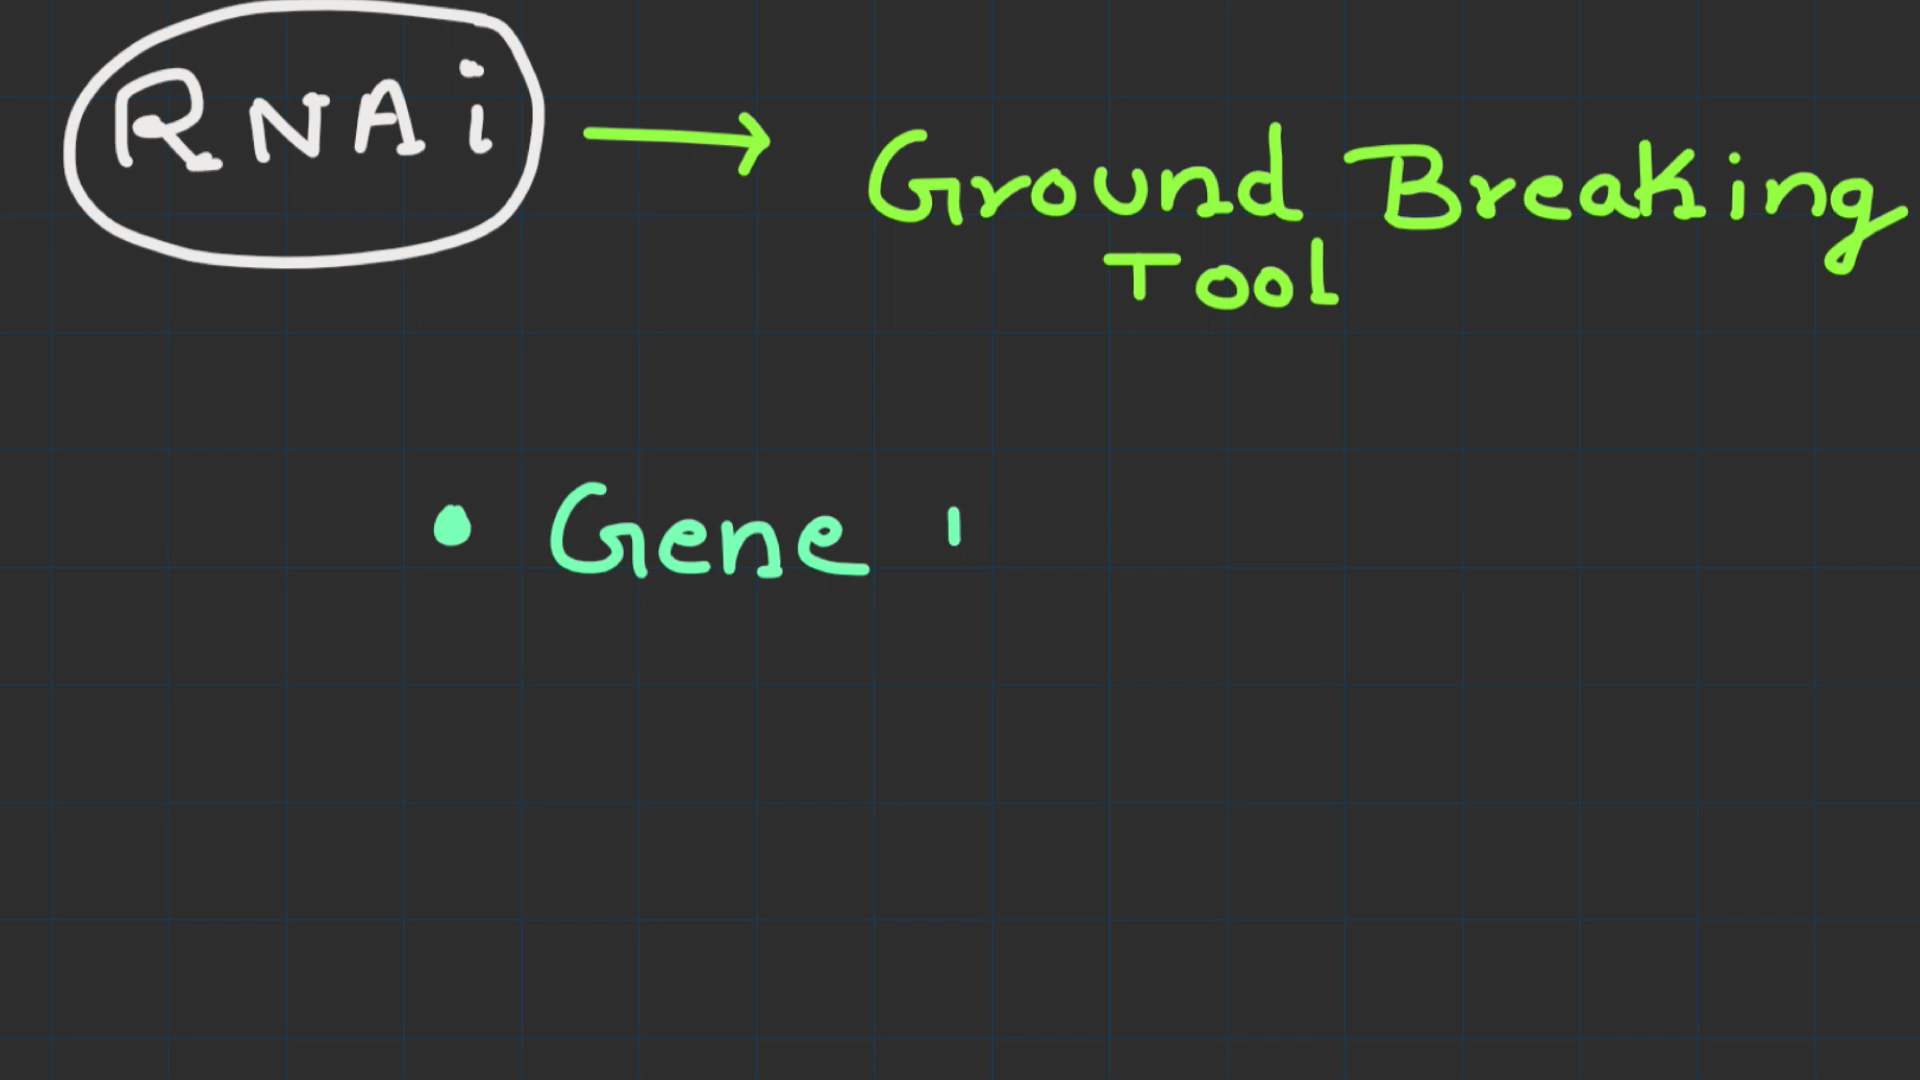 RNAi → Ground Breaking
Tool
• Gene